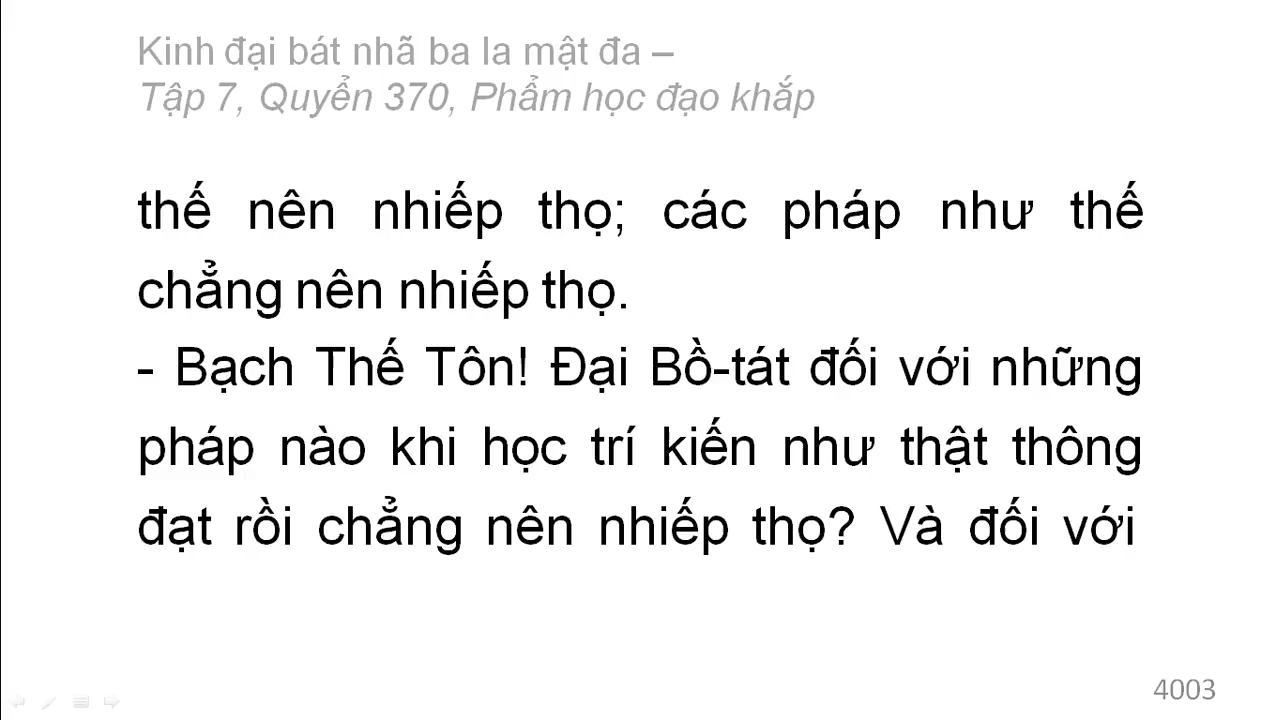 Kinh đại bát nhã ba la mật đa –
Tập 7, Quyển 370, Phẩm học đạo khắp
thế nên nhiếp thọ; các pháp như thế
chẳng nên nhiếp thọ.
- Bạch Thế Tôn! Đại Bồ-tát đối với những
pháp nào khi học trí kiến như thật thông
đạt rồi chẳng nên nhiếp thọ? Và đối với
4003